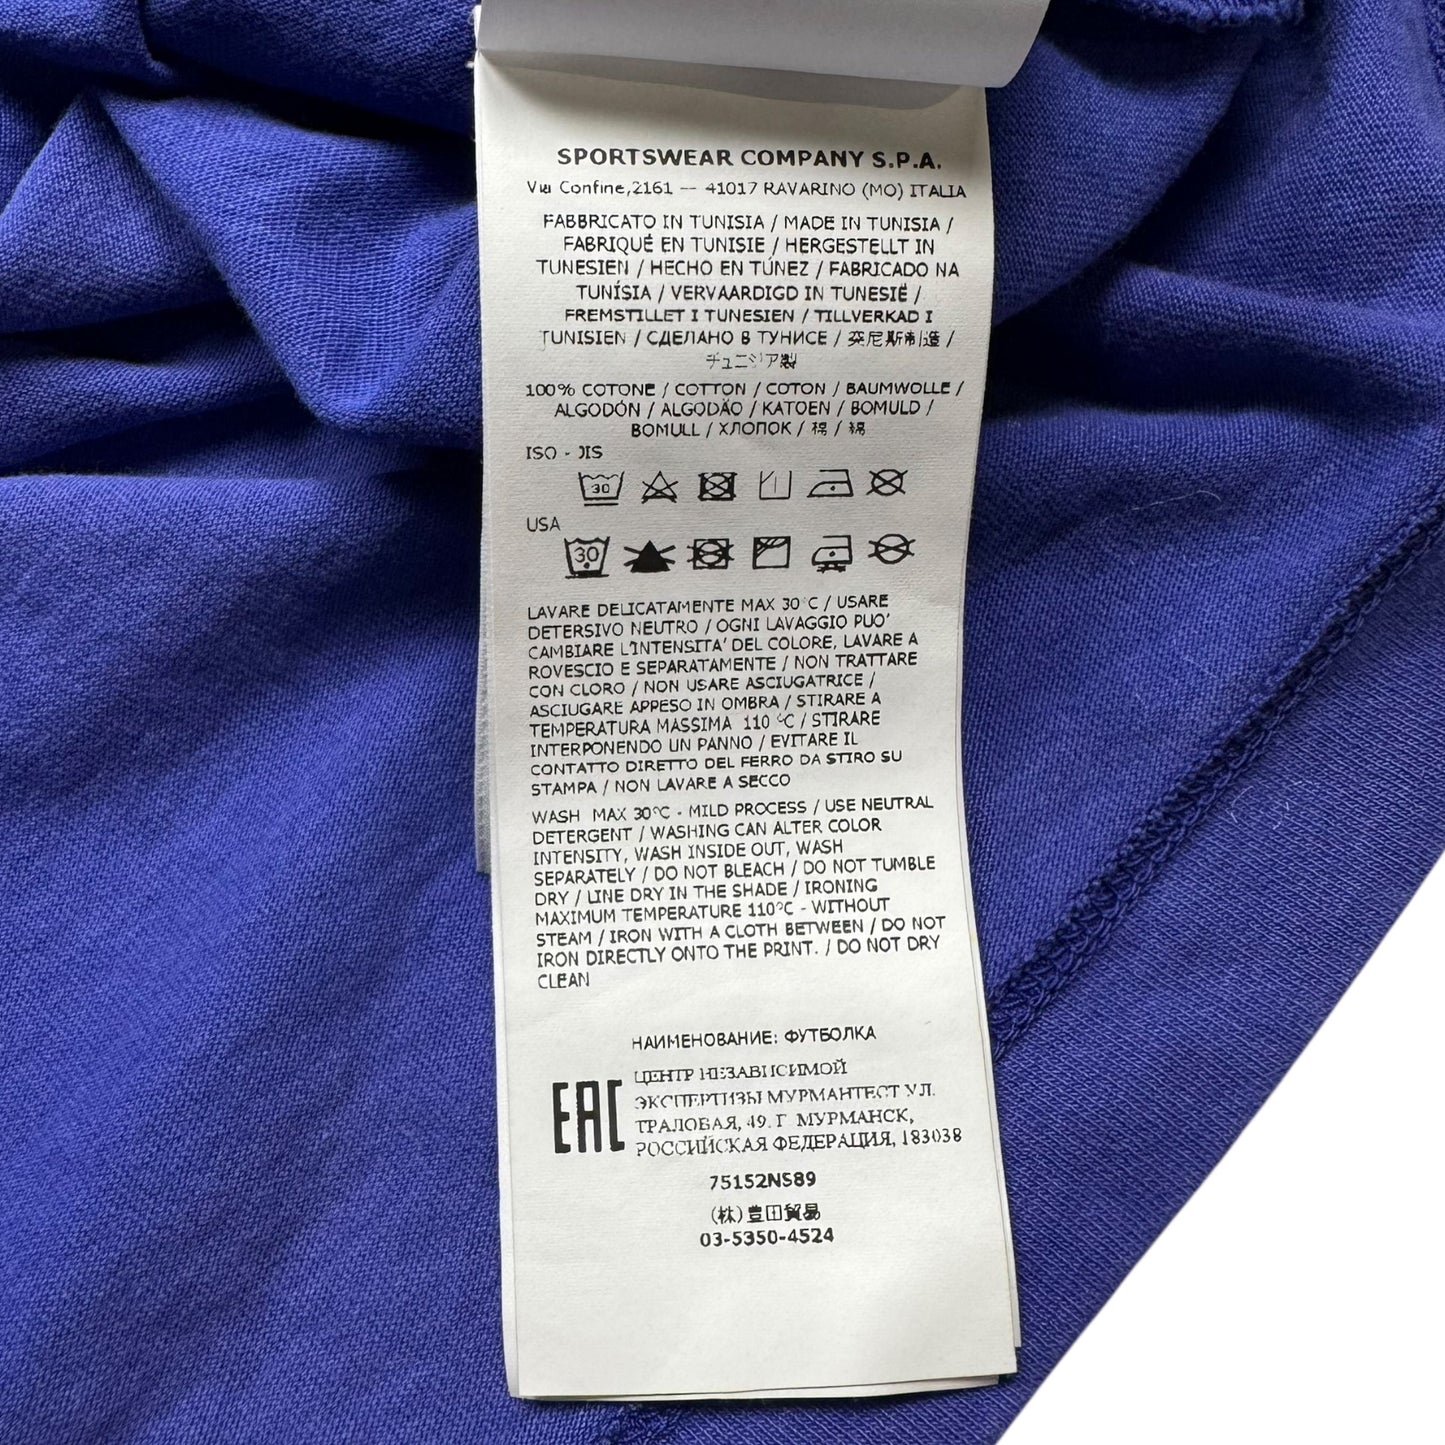 SPORTSWEAR COMPANY S.P.A.
Via Confine,2161 -- 41017 RAVARINO (MO) ITALIA
FABBRICATO IN TUNISIA / MADE IN TUNISIA /
FABRIQUÉ EN TUNISIE / HERGESTELLT IN
TUNESIEN / HECHO EN TÚNEZ / FABRICADO NA
TUNÍSIA / VERVAARDIGD IN TUNESIË /
FREMSTILLET I TUNESIEN / TILLVERKAD I
TUNISIEN / СДЕЛАНО В ТУНИСЕ / 突尼斯制造 /
チュニジア製
100% COTONE / COTTON / COTON / BAUMWOLLE /
ALGODÓN / ALGODÃO / KATOEN / BOMULD /
BOMULL / ХЛОПОК / 棉 / 綿
ISO - JIS
30
USA
30
LAVARE DELICATAMENTE MAX 30°C / USARE
DETERSIVO NEUTRO / OGNI LAVAGGIO PUO'
CAMBIARE L'INTENSITA' DEL COLORE, LAVARE A
ROVESCIO E SEPARATAMENTE / NON TRATTARE
CON CLORO / NON USARE ASCIUGATRICE /
ASCIUGARE APPESO IN OMBRA / STIRARE A
TEMPERATURA MASSIMA 110 °C / STIRARE
INTERPONENDO UN PANNO / EVITARE IL
CONTATTO DIRETTO DEL FERRO DA STIRO SU
STAMPA / NON LAVARE A SECCO
WASH MAX 30°C - MILD PROCESS / USE NEUTRAL
DETERGENT / WASHING CAN ALTER COLOR
INTENSITY, WASH INSIDE OUT, WASH
SEPARATELY / DO NOT BLEACH / DO NOT TUMBLE
DRY / LINE DRY IN THE SHADE / IRONING
MAXIMUM TEMPERATURE 110°C - WITHOUT
STEAM / IRON WITH A CLOTH BETWEEN / DO NOT
IRON DIRECTLY ONTO THE PRINT. / DO NOT DRY
CLEAN
НАИМЕНОВАНИЕ: ФУТБОЛКА
EAC
ЦЕНТР НЕЗАВИСИМОЙ
ЭКСПЕРТИЗЫ МУРМАНТЕСТ УЛ.
ТРАЛОВАЯ, 49. Г. МУРМАНСК,
РОССИЙСКАЯ ФЕДЕРАЦИЯ, 183038
75152NS89
(株)豊田貿易
03-5350-4524